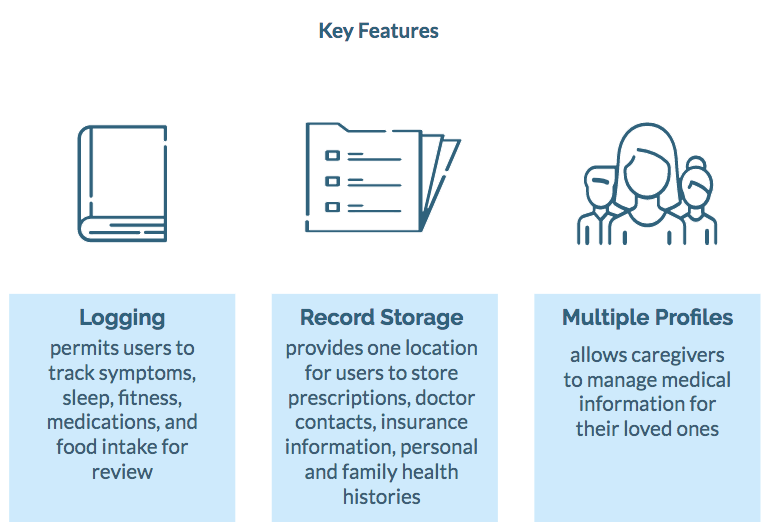 Key Features
Logging
permits users to
track symptoms,
sleep, fitness,
medications, and
food intake for
review
Record Storage
provides one location
for users to store
prescriptions, doctor
contacts, insurance
information, personal
and family health
histories
Multiple Profiles
allows caregivers
to manage medical
information for
their loved ones